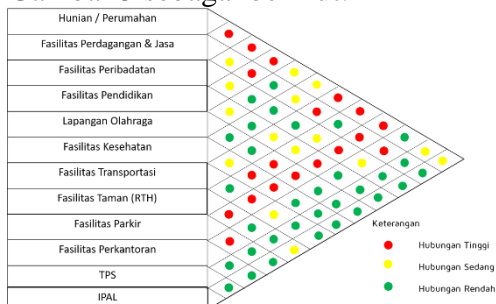 Hunian / Perumahan
Fasilitas Perdagangan & Jasa
Fasilitas Peribadatan
Fasilitas Pendidikan
Lapangan Olahraga
Fasilitas Kesehatan
Fasilitas Transportasi
Fasilitas Taman (RTH)
Fasilitas Parkir
Fasilitas Perkantoran
TPS
IPAL
Keterangan
Hubungan Tinggi
Hubungan Sedang
Hubungan Rendah